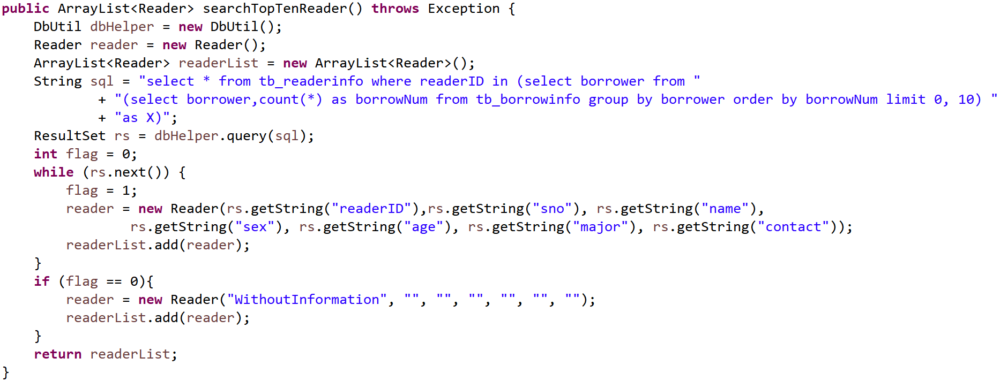 public ArrayList<Reader> searchTopTenReader() throws Exception {
    DbUtil dbHelper = new DbUtil();
    Reader reader = new Reader();
    ArrayList<Reader> readerList = new ArrayList<Reader>();
    String sql = "select * from tb_readerinfo where readerID in (select borrower from "
            + "(select borrower,count(*) as borrowNum from tb_borrowinfo group by borrower order by borrowNum limit 0, 10) "
            + "as X)";
    ResultSet rs = dbHelper.query(sql);
    int flag = 0;
    while (rs.next()) {
        flag = 1;
        reader = new Reader(rs.getString("readerID"),rs.getString("sno"), rs.getString("name"),
                rs.getString("sex"), rs.getString("age"), rs.getString("major"), rs.getString("contact"));
        readerList.add(reader);
    }
    if (flag == 0){
        reader = new Reader("WithoutInformation", "", "", "", "", "", "");
        readerList.add(reader);
    }
    return readerList;
}